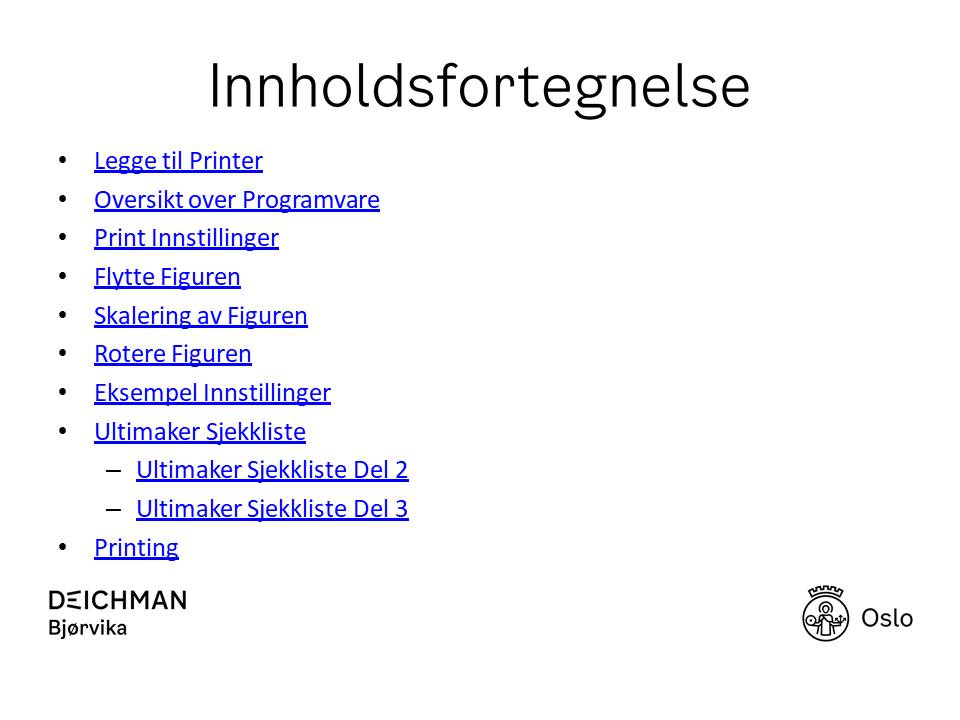 Innholdsfortegnelse
• Legge til Printer
• Oversikt over Programvare
• Print Innstillinger
• Flytte Figuren
• Skalering av Figuren
• Rotere Figuren
• Eksempel Innstillinger
• Ultimaker Sjekkliste
– Ultimaker Sjekkliste Del 2
– Ultimaker Sjekkliste Del 3
• Printing
DEICHMAN
Bjørvika
Oslo